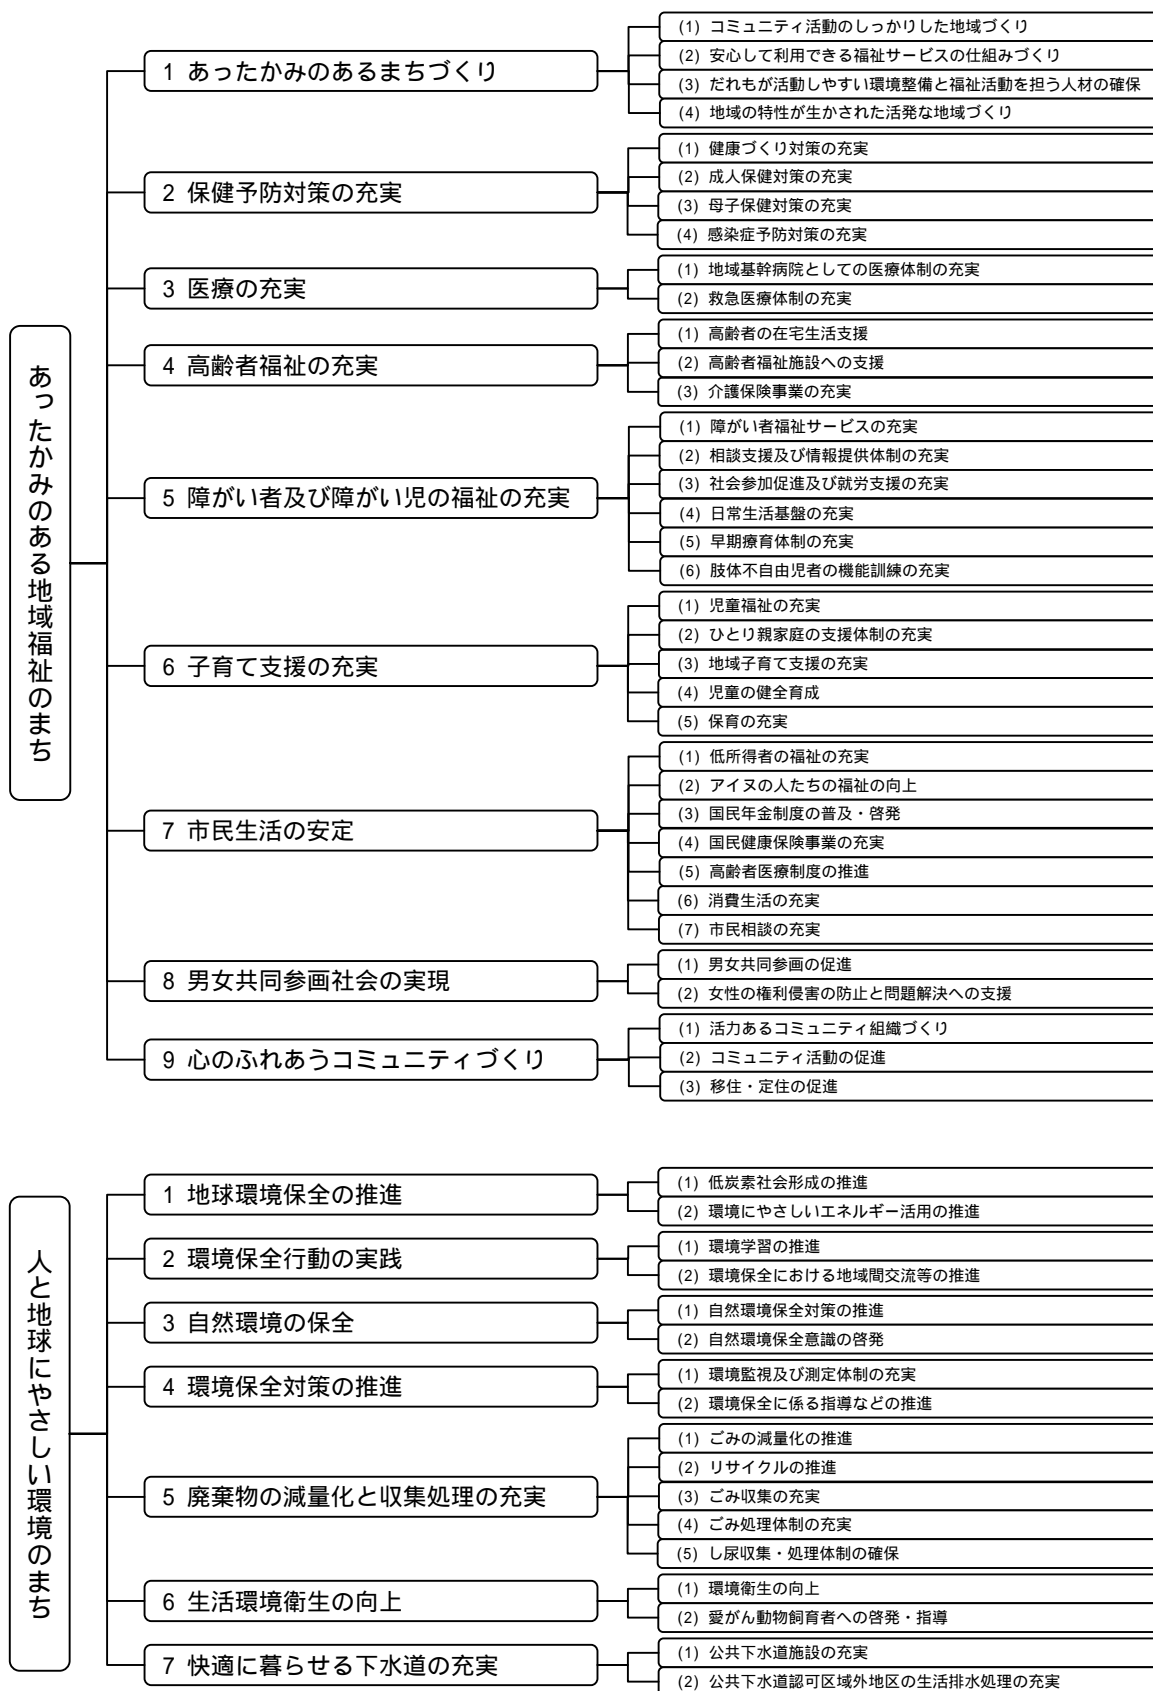 あったかみのある地域福祉のまち
1 あったかみのあるまちづくり
(1) コミュニティ活動のしっかりした地域づくり
(2) 安心して利用できる福祉サービスの仕組みづくり
(3) だれもが活動しやすい環境整備と福祉活動を担う人材の確保
(4) 地域の特性が生かされた活発な地域づくり
2 保健予防対策の充実
(1) 健康づくり対策の充実
(2) 成人保健対策の充実
(3) 母子保健対策の充実
(4) 感染症予防対策の充実
3 医療の充実
(1) 地域基幹病院としての医療体制の充実
(2) 救急医療体制の充実
4 高齢者福祉の充実
(1) 高齢者の在宅生活支援
(2) 高齢者福祉施設への支援
(3) 介護保険事業の充実
5 障がい者及び障がい児の福祉の充実
(1) 障がい者福祉サービスの充実
(2) 相談支援及び情報提供体制の充実
(3) 社会参加促進及び就労支援の充実
(4) 日常生活基盤の充実
(5) 早期療育体制の充実
(6) 肢体不自由児者の機能訓練の充実
6 子育て支援の充実
(1) 児童福祉の充実
(2) ひとり親家庭の支援体制の充実
(3) 地域子育て支援の充実
(4) 児童の健全育成
(5) 保育の充実
7 市民生活の安定
(1) 低所得者の福祉の充実
(2) アイヌの人たちの福祉の向上
(3) 国民年金制度の普及・啓発
(4) 国民健康保険事業の充実
(5) 高齢者医療制度の推進
(6) 消費生活の充実
(7) 市民相談の充実
8 男女共同参画社会の実現
(1) 男女共同参画の促進
(2) 女性の権利侵害の防止と問題解決への支援
9 心のふれあうコミュニティづくり
(1) 活力あるコミュニティ組織づくり
(2) コミュニティ活動の促進
(3) 移住・定住の促進
人と地球にやさしい環境のまち
1 地球環境保全の推進
(1) 低炭素社会形成の推進
(2) 環境にやさしいエネルギー活用の推進
2 環境保全行動の実践
(1) 環境学習の推進
(2) 環境保全における地域間交流等の推進
3 自然環境の保全
(1) 自然環境保全対策の推進
(2) 自然環境保全意識の啓発
4 環境保全対策の推進
(1) 環境監視及び測定体制の充実
(2) 環境保全に係る指導などの推進
5 廃棄物の減量化と収集処理の充実
(1) ごみの減量化の推進
(2) リサイクルの推進
(3) ごみ収集の充実
(4) ごみ処理体制の充実
(5) し尿収集・処理体制の確保
6 生活環境衛生の向上
(1) 環境衛生の向上
(2) 愛がん動物飼育者への啓発・指導
7 快適に暮らせる下水道の充実
(1) 公共下水道施設の充実
(2) 公共下水道認可区域外地区の生活排水処理の充実